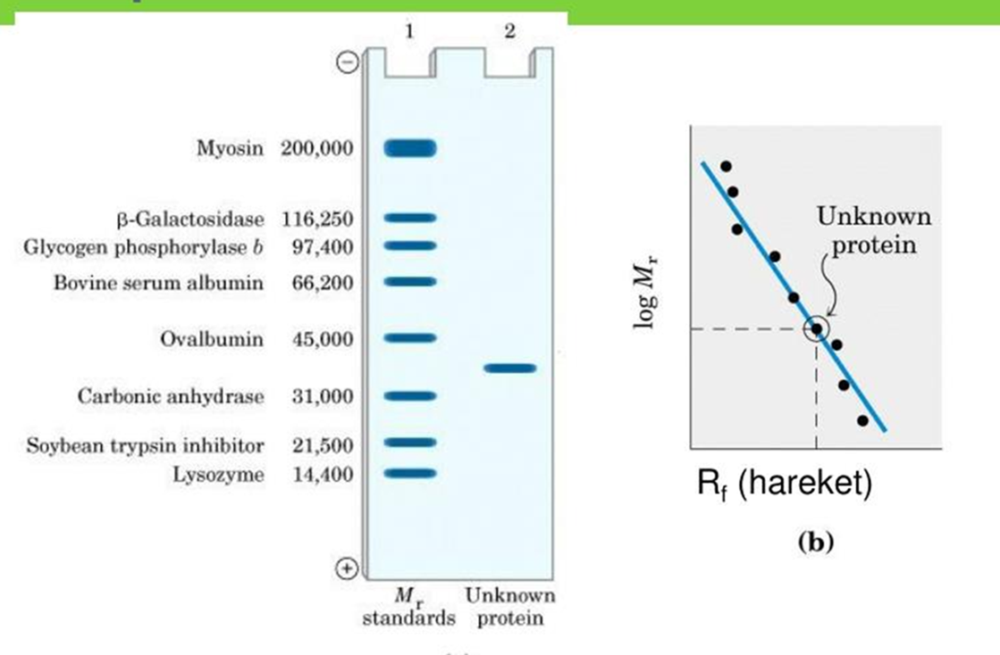 1 2
−
Myosin 200,000
β-Galactosidase 116,250
Glycogen phosphorylase b 97,400
Bovine serum albumin 66,200
Ovalbumin 45,000
Carbonic anhydrase 31,000
Soybean trypsin inhibitor 21,500
Lysozyme 14,400
+
Mr Unknown
standards protein
log Mr
Unknown
protein
Rf (hareket)
(b)